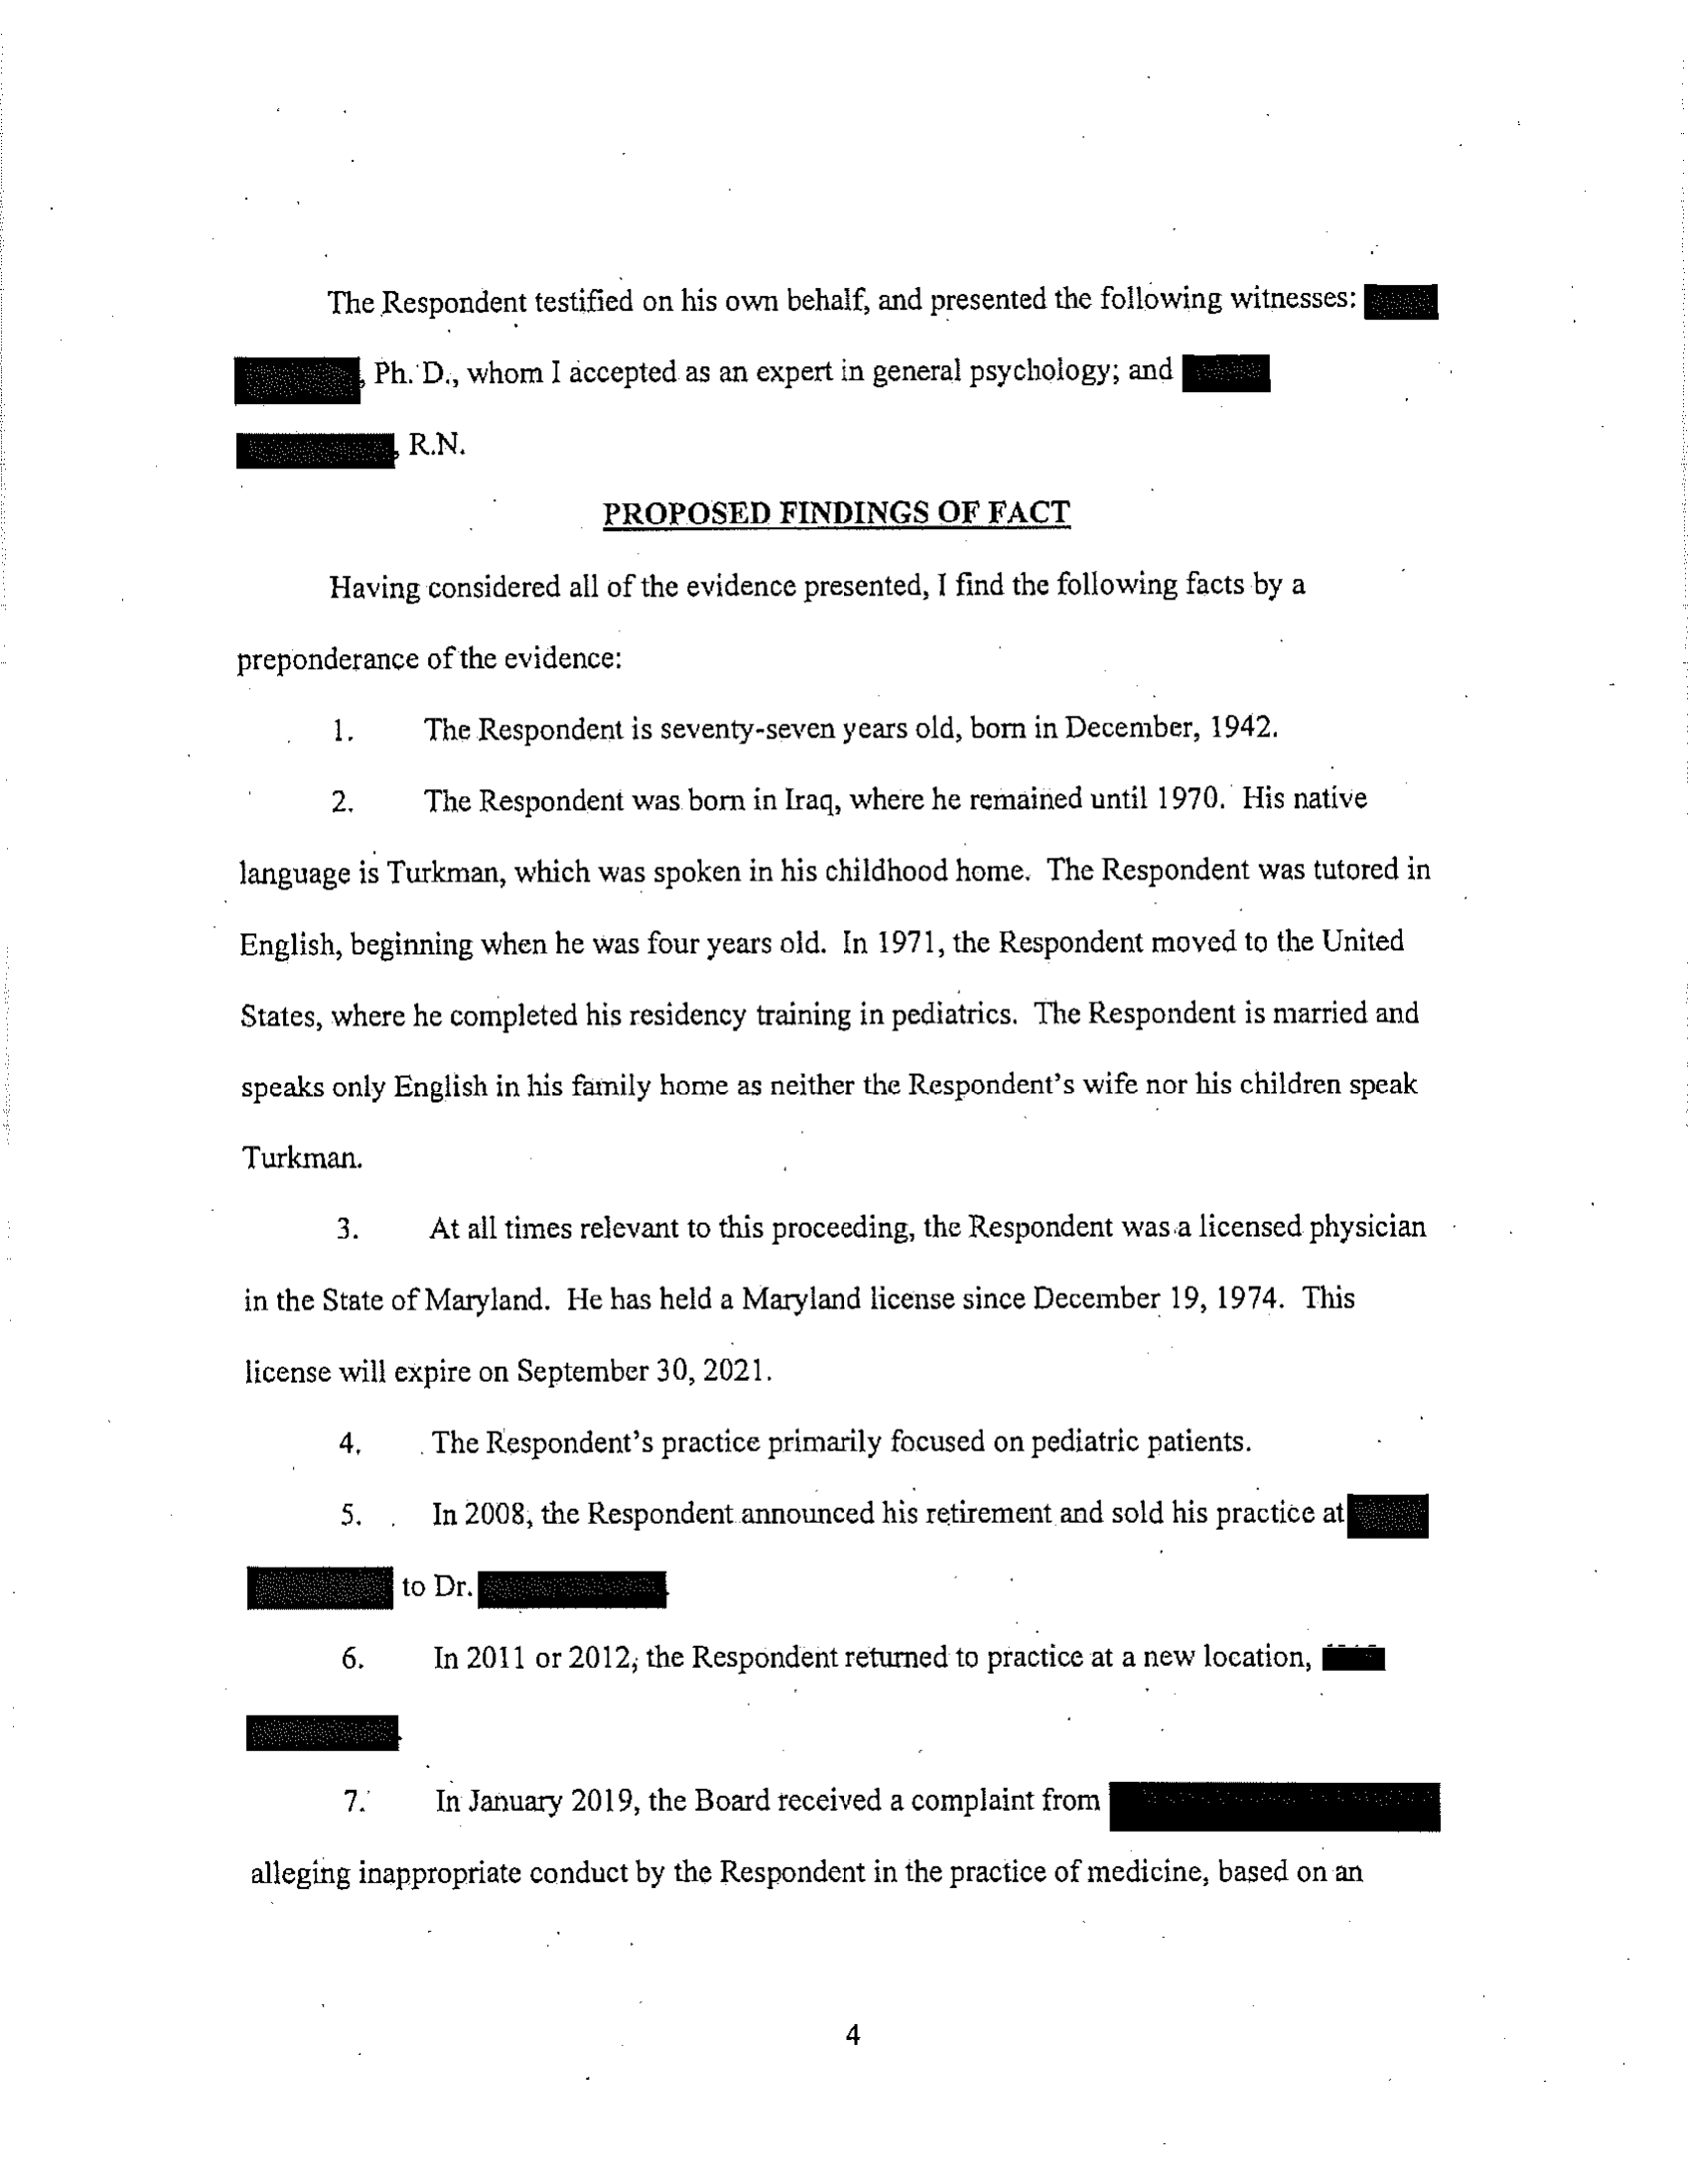 The Respondent testified on his own behalf, and presented the following witnesses:
, Ph. D., whom I accepted as an expert in general psychology; and
, R.N.
PROPOSED FINDINGS OF FACT
Having considered all of the evidence presented, I find the following facts by a
preponderance of the evidence:
1. The Respondent is seventy-seven years old, born in December, 1942.
2. The Respondent was born in Iraq, where he remained until 1970. His native
language is Turkman, which was spoken in his childhood home. The Respondent was tutored in
English, beginning when he was four years old. In 1971, the Respondent moved to the United
States, where he completed his residency training in pediatrics. The Respondent is married and
speaks only English in his family home as neither the Respondent's wife nor his children speak
Turkman.
3. At all times relevant to this proceeding, the Respondent was a licensed physician
in the State of Maryland. He has held a Maryland license since December 19, 1974. This
license will expire on September 30, 2021.
4. The Respondent's practice primarily focused on pediatric patients.
5. In 2008, the Respondent announced his retirement and sold his practice at
to Dr.
6. In 2011 or 2012, the Respondent returned to practice at a new location,
7. In January 2019, the Board received a complaint from
alleging inappropriate conduct by the Respondent in the practice of medicine, based on an
4